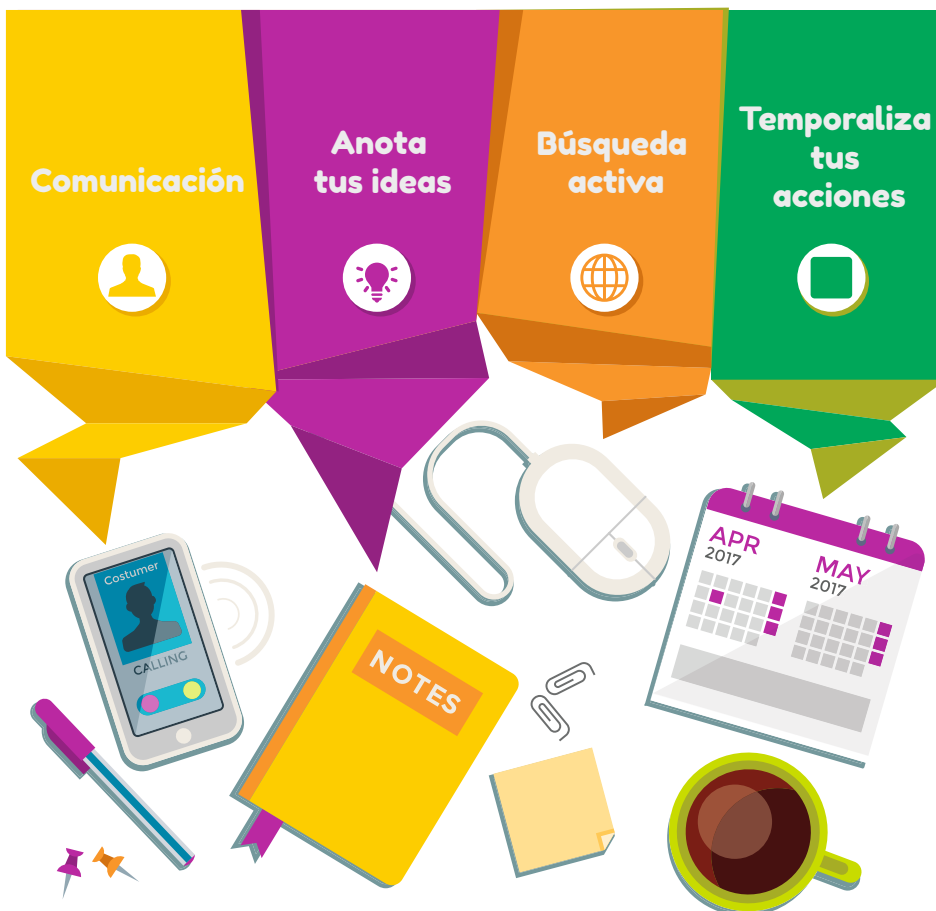 Comunicación
Anota
tus ideas
Búsqueda
activa
Temporaliza
tus
acciones
Costumer
CALLING
NOTES
APR
2017
MAY
2017